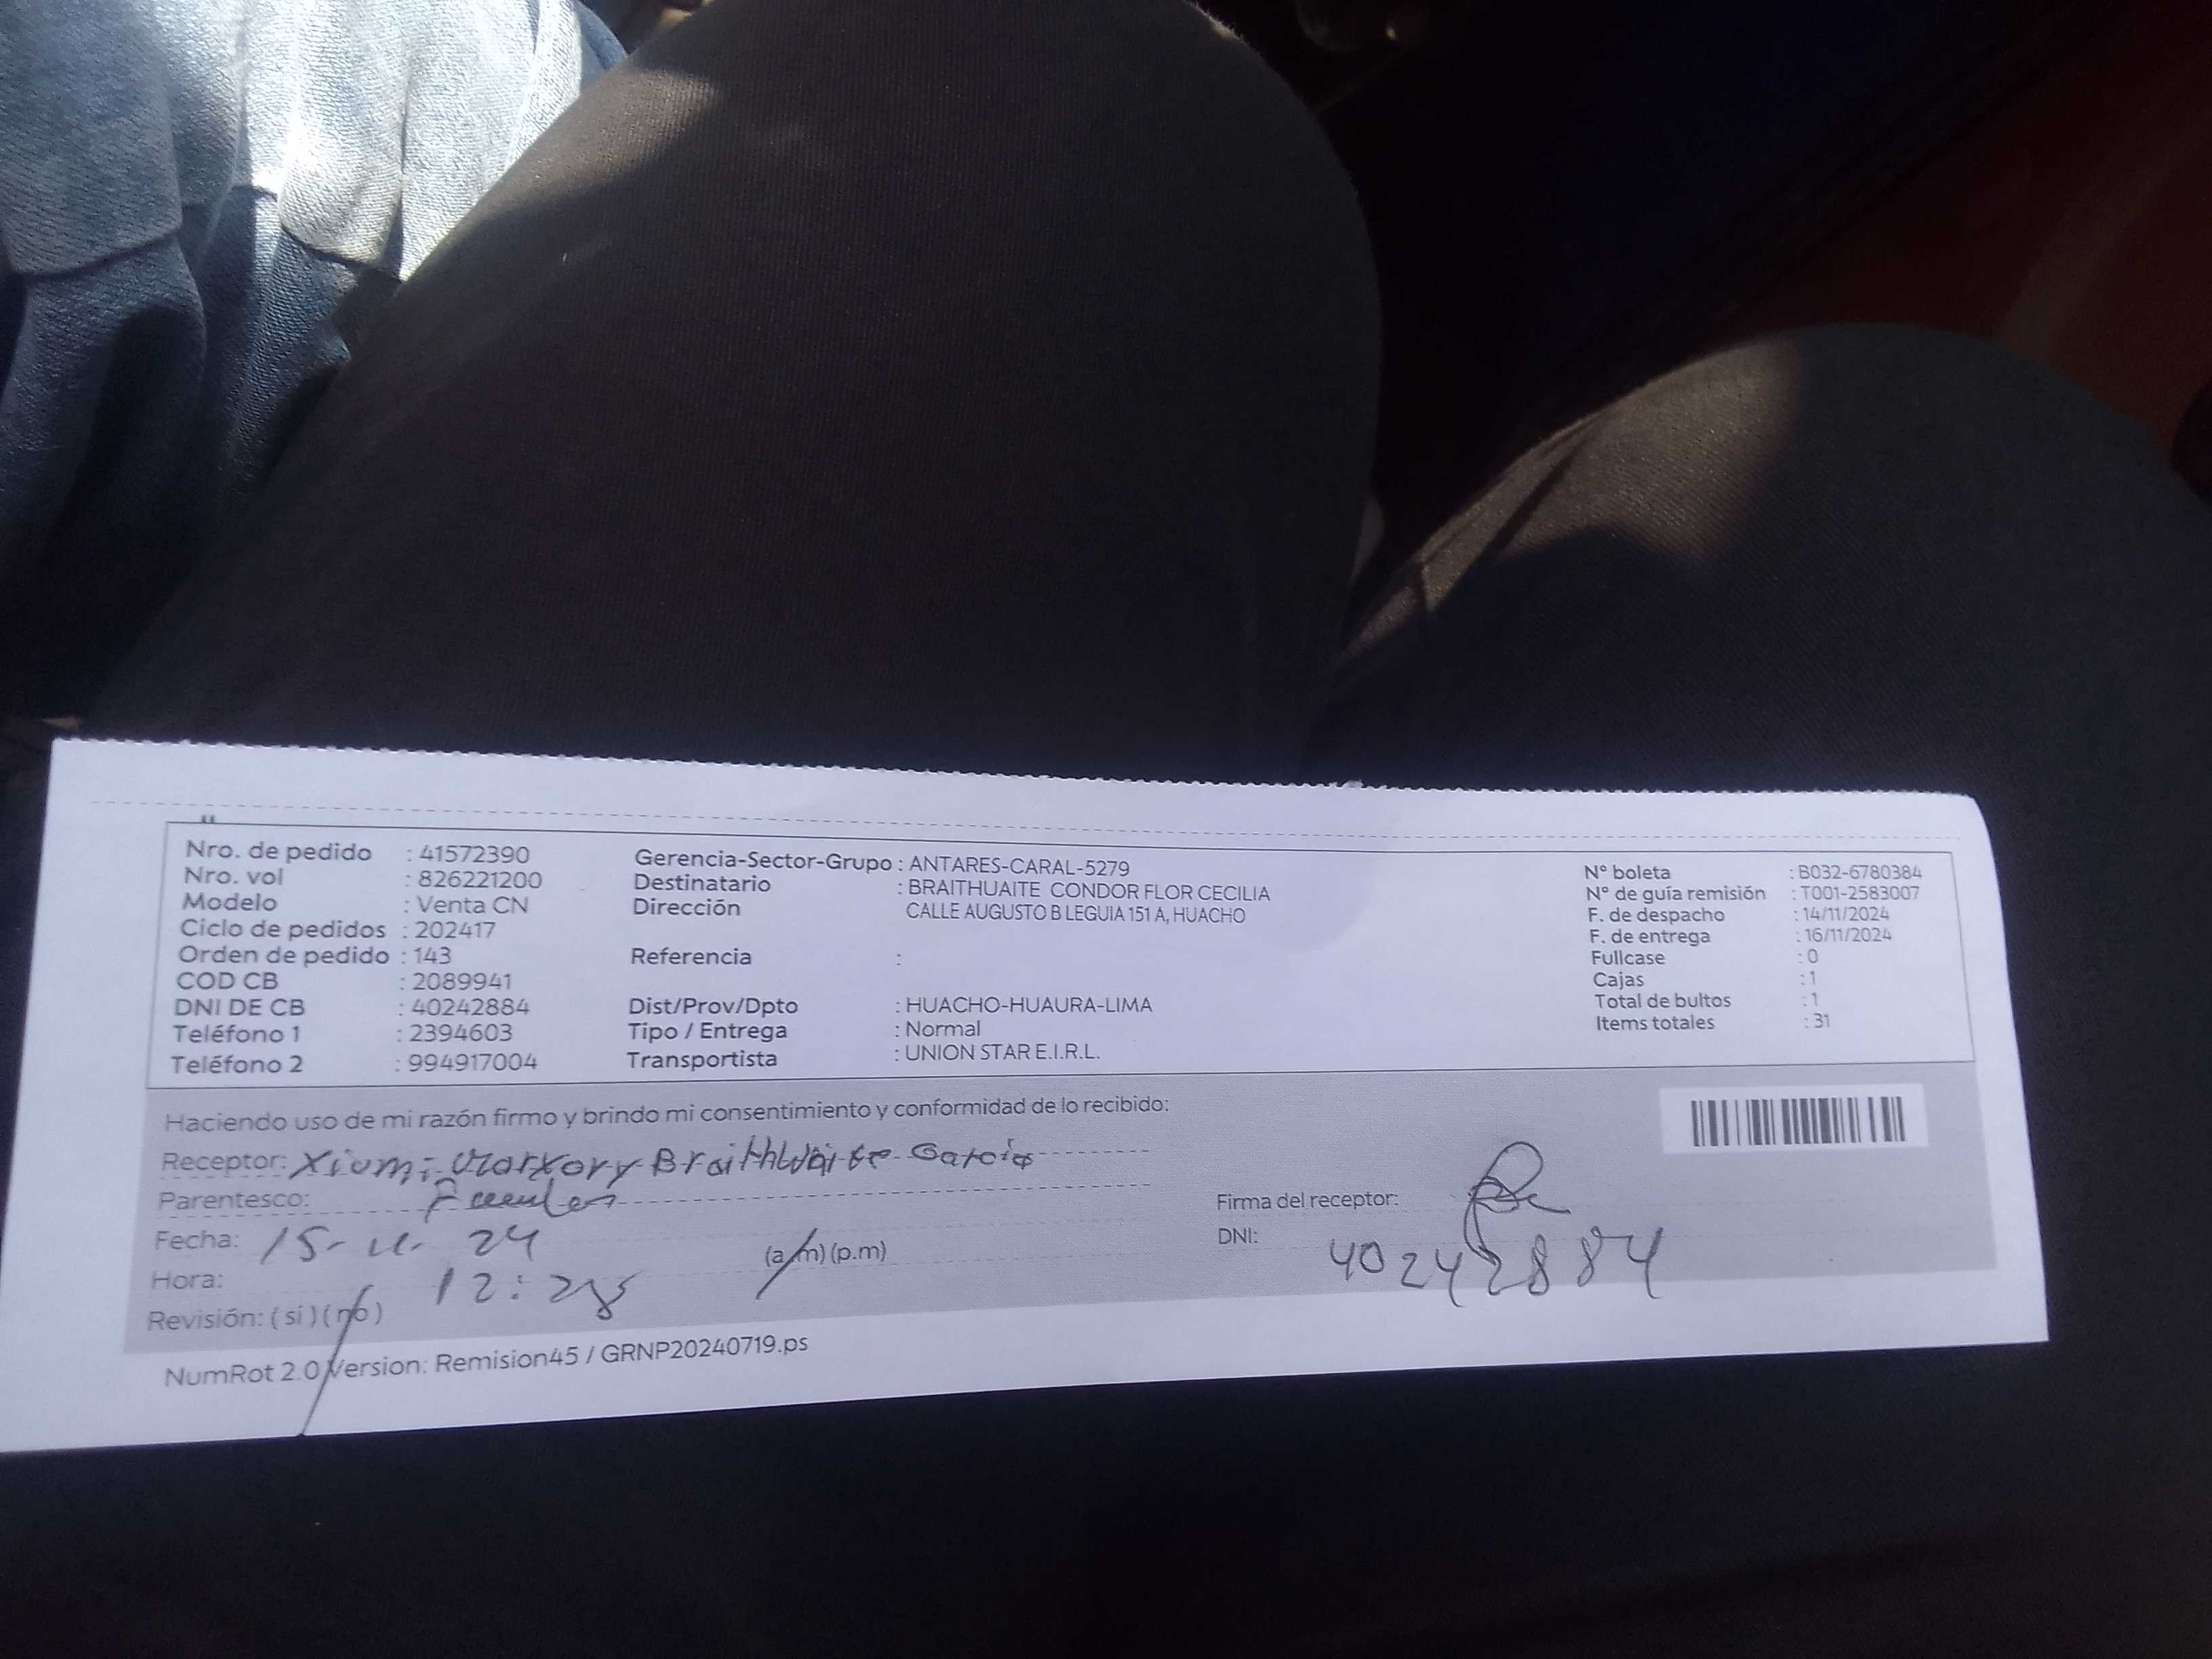 Nro. de pedido : 41572390
Nro. vol : 826221200
Modelo : Venta CN
Ciclo de pedidos : 202417
Orden de pedido : 143
COD CB : 2089941
DNI DE CB : 40242884
Teléfono 1 : 2394603
Teléfono 2 : 994917004
Gerencia-Sector-Grupo : ANTARES-CARAL-5279
Destinatario : BRAITHUAITE CONDOR FLOR CECILIA
Dirección CALLE AUGUSTO B LEGUIA 151 A, HUACHO
Referencia :
Dist/Prov/Dpto : HUACHO-HUAURA-LIMA
Tipo / Entrega : Normal
Transportista : UNION STAR E.I.R.L.
N° boleta : B032-6780384
N° de guía remisión : T001-2583007
F. de despacho : 14/11/2024
F. de entrega : 16/11/2024
Fullcase : 0
Cajas : 1
Total de bultos : 1
Items totales : 31
Haciendo uso de mi razón firmo y brindo mi consentimiento y conformidad de lo recibido:
Receptor: Braithwaite Garcia
Parentesco:
Fecha: 15-11-24
Hora: 12:28 (a.m) (p.m)
Revisión: (si) (no)
Firma del receptor:
DNI: 40242884
NumRot 2.0 Version: Remision45 / GRNP20240719.ps